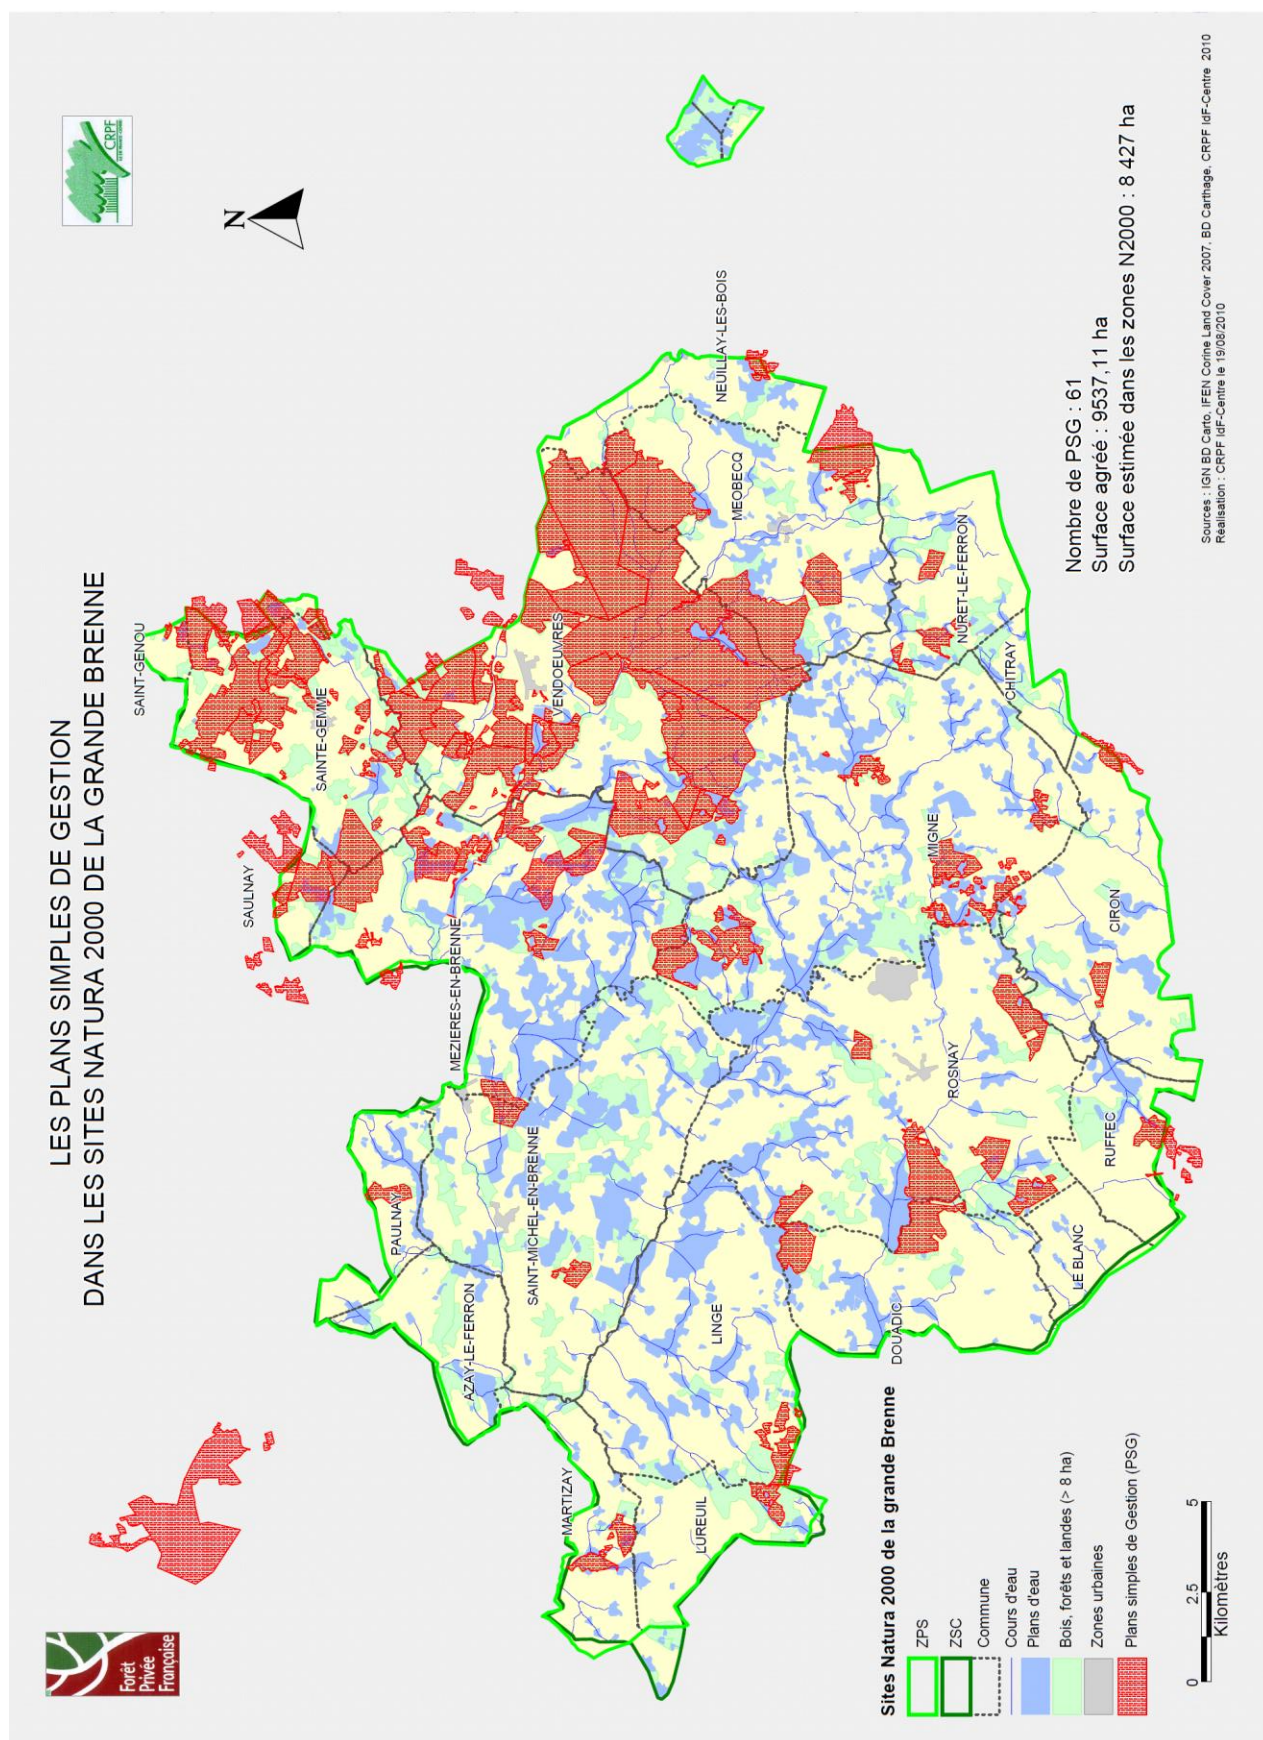 LES PLANS SIMPLES DE GESTION
DANS LES SITES NATURA 2000 DE LA GRANDE BRENNE
Forêt
Privée
Française
CRPF
N
SAINT-GENOU
SAULNAY
SAINTE-GEMME
MEZIERES-EN-BRENNE
PAULNAY
AZAY-LE-FERRON
SAINT-MICHEL-EN-BRENNE
VENDOEUVRES
MARTIZAY
LUREUIL
LINGE
NEUILLAY-LES-BOIS
MEOBECQ
DOUADIC
ROSNAY
MIGNE
NURET-LE-FERRON
CHITRAY
LE BLANC
RUFFEC
CIRON
Sites Natura 2000 de la grande Brenne
ZPS
ZSC
Commune
Cours d'eau
Plans d'eau
Bois, forêts et landes (> 8 ha)
Zones urbaines
Plans simples de Gestion (PSG)
0 2,5 5
Kilomètres
Nombre de PSG : 61
Surface agréé : 9537,11 ha
Surface estimée dans les zones N2000 : 8 427 ha
Sources : IGN BD Carto, IFEN Corine Land Cover 2007, BD Carthage, CRPF IdF-Centre 2010
Réalisation : CRPF IdF-Centre le 19/08/2010